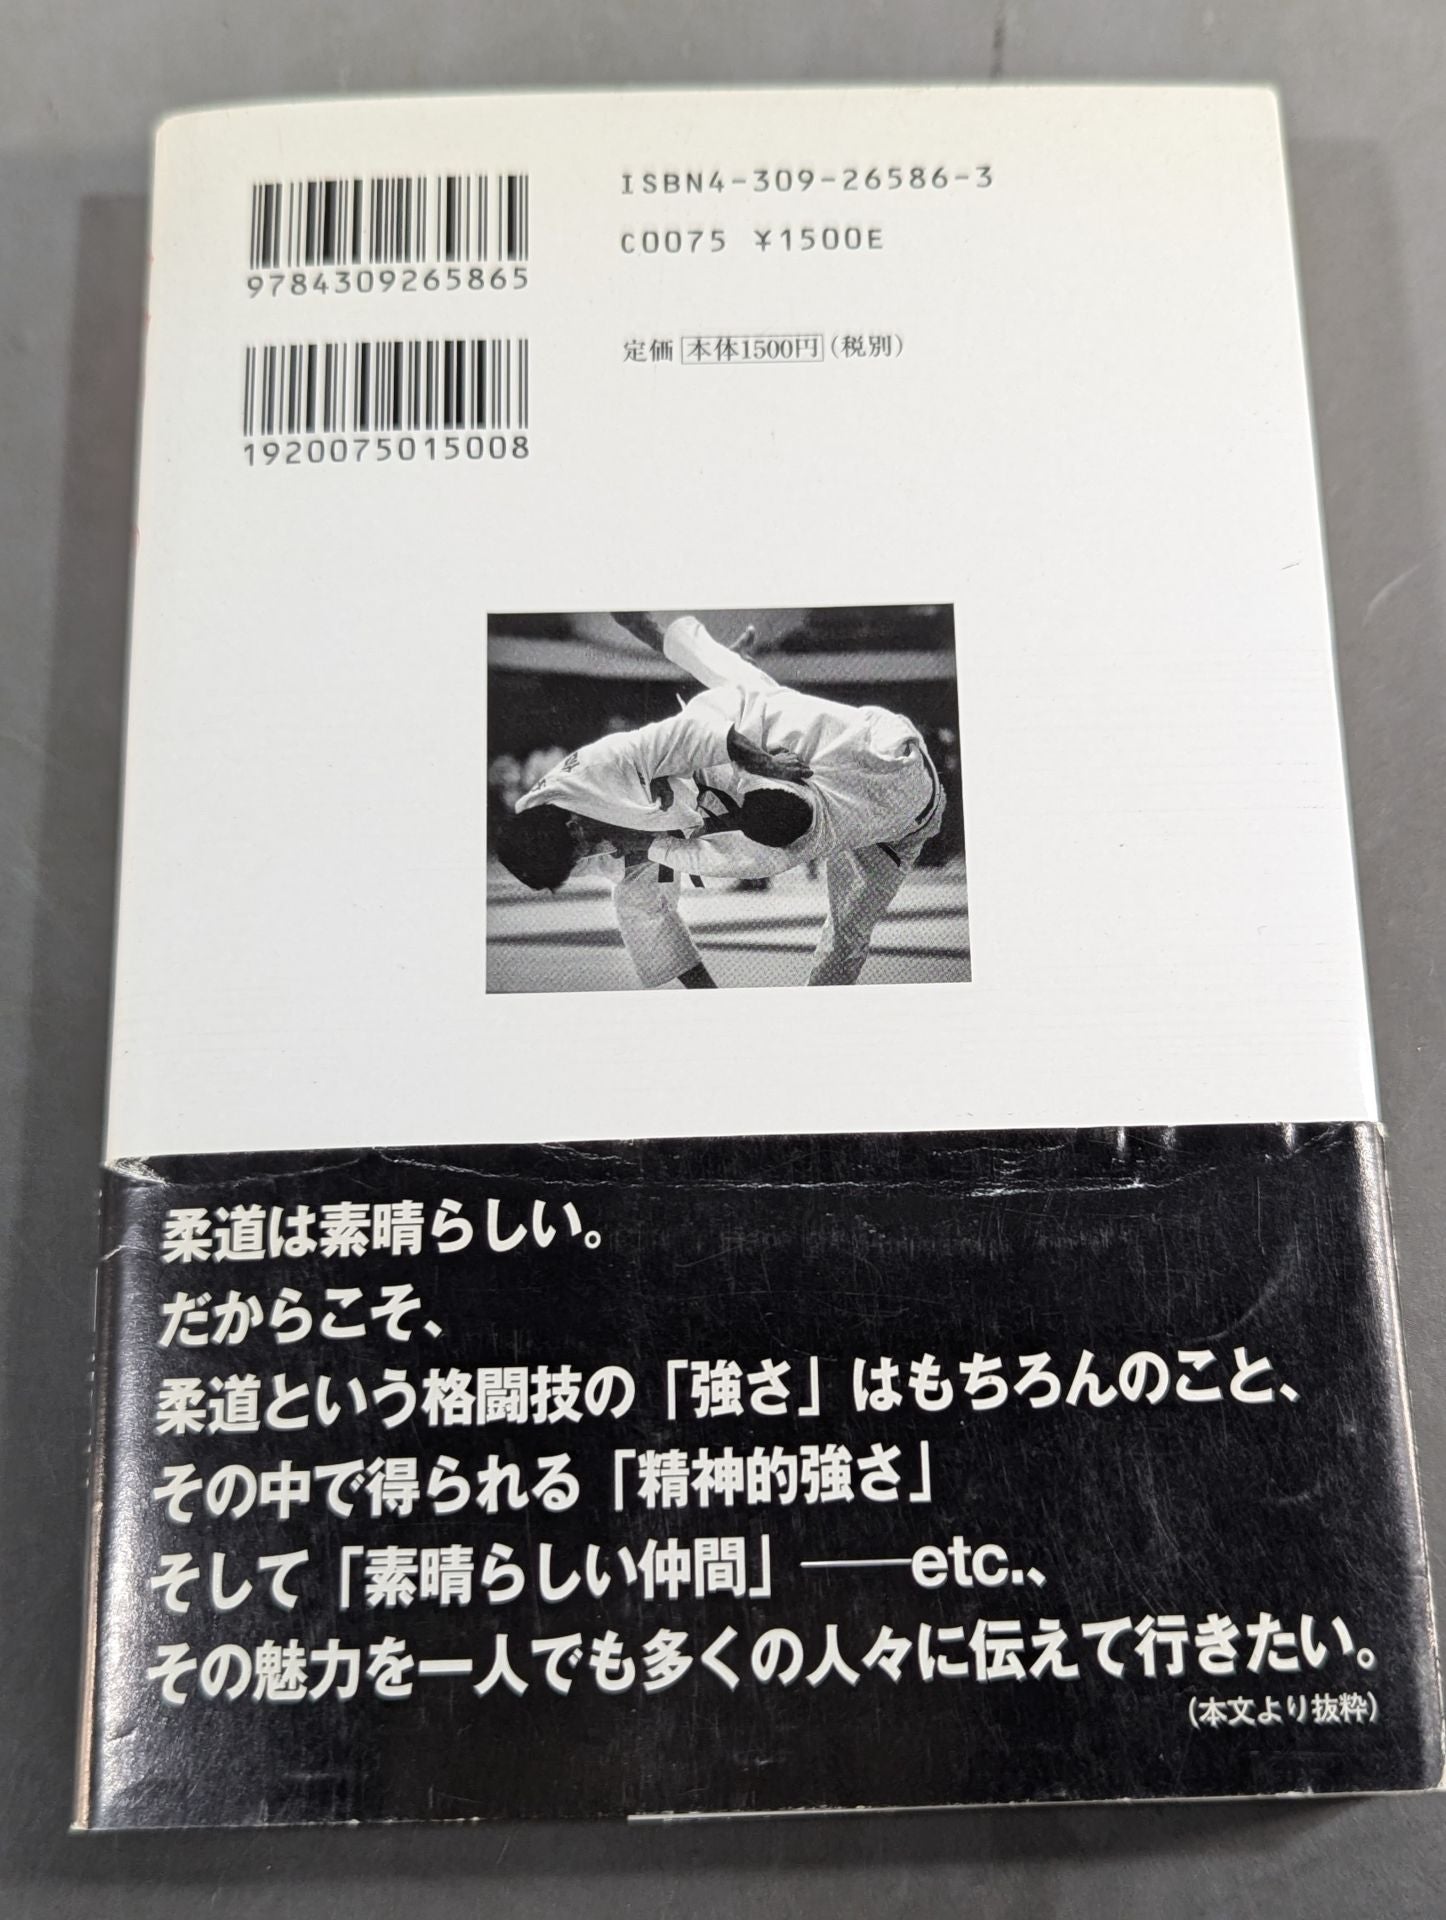 ISBN4-309-26586-3
C0075 ¥1500E
9784309265865
定価 本体1500円(税別)
1920075015008
柔道は素晴らしい。
だからこそ、
柔道という格闘技の「強さ」はもちろんのこと、
その中で得られる「精神的強さ」
そして「素晴らしい仲間」——etc.、
その魅力を一人でも多くの人々に伝えて行きたい。
(本文より抜粋)